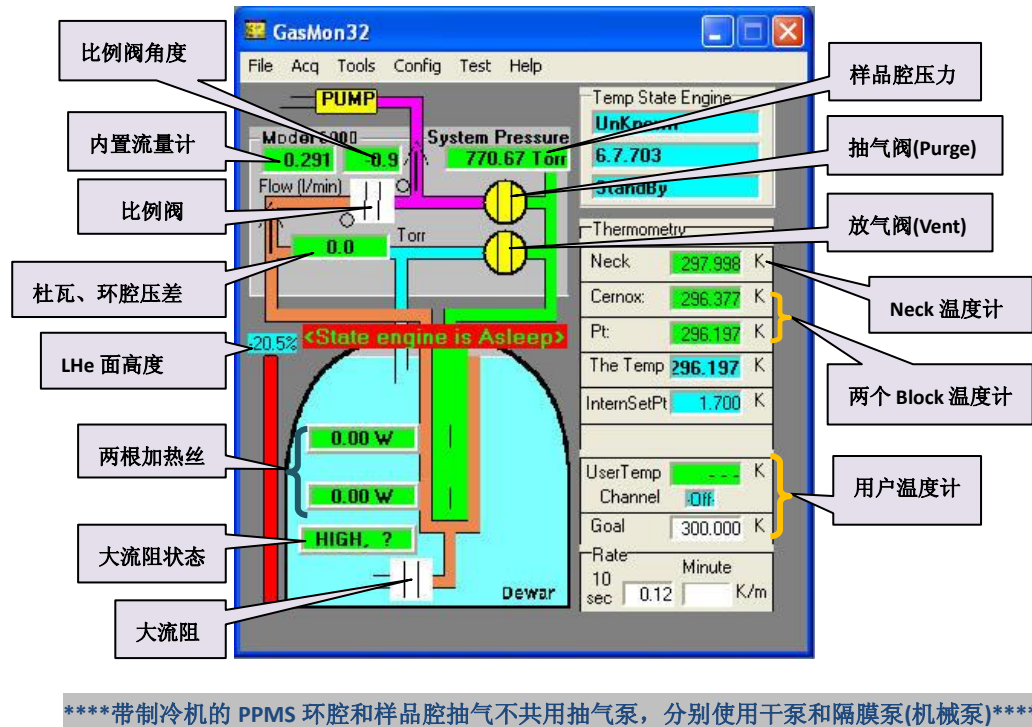 GasMon32
File Acq Tools Config Test Help
比例阀角度
内置流量计
比例阀
杜瓦、环腔压差
LHe 面高度
两根加热丝
大流阻状态
大流阻
PUMP
Model 6000
System Pressure
0.291
-0.9
770.67 Torr
Flow (l/min)
0.0
Torr
-20.5%
<State engine is Asleep>
0.00 W
0.00 W
HIGH, ?
Dewar
Temp State Engine
UnKnown
6.7.703
StandBy
Thermometry
Neck 297.998 K
Cernox: 296.377 K
Pt: 296.197 K
The Temp 296.197 K
InternSetPt 1.700 K
UserTemp --- K
Channel -Off-
Goal 300.000 K
Rate
10 sec 0.12
Minute
K/m
样品腔压力
抽气阀(Purge)
放气阀(Vent)
Neck 温度计
两个 Block 温度计
用户温度计
****带制冷机的 PPMS 环腔和样品腔抽气不共用抽气泵，分别使用干泵和隔膜泵(机械泵)****